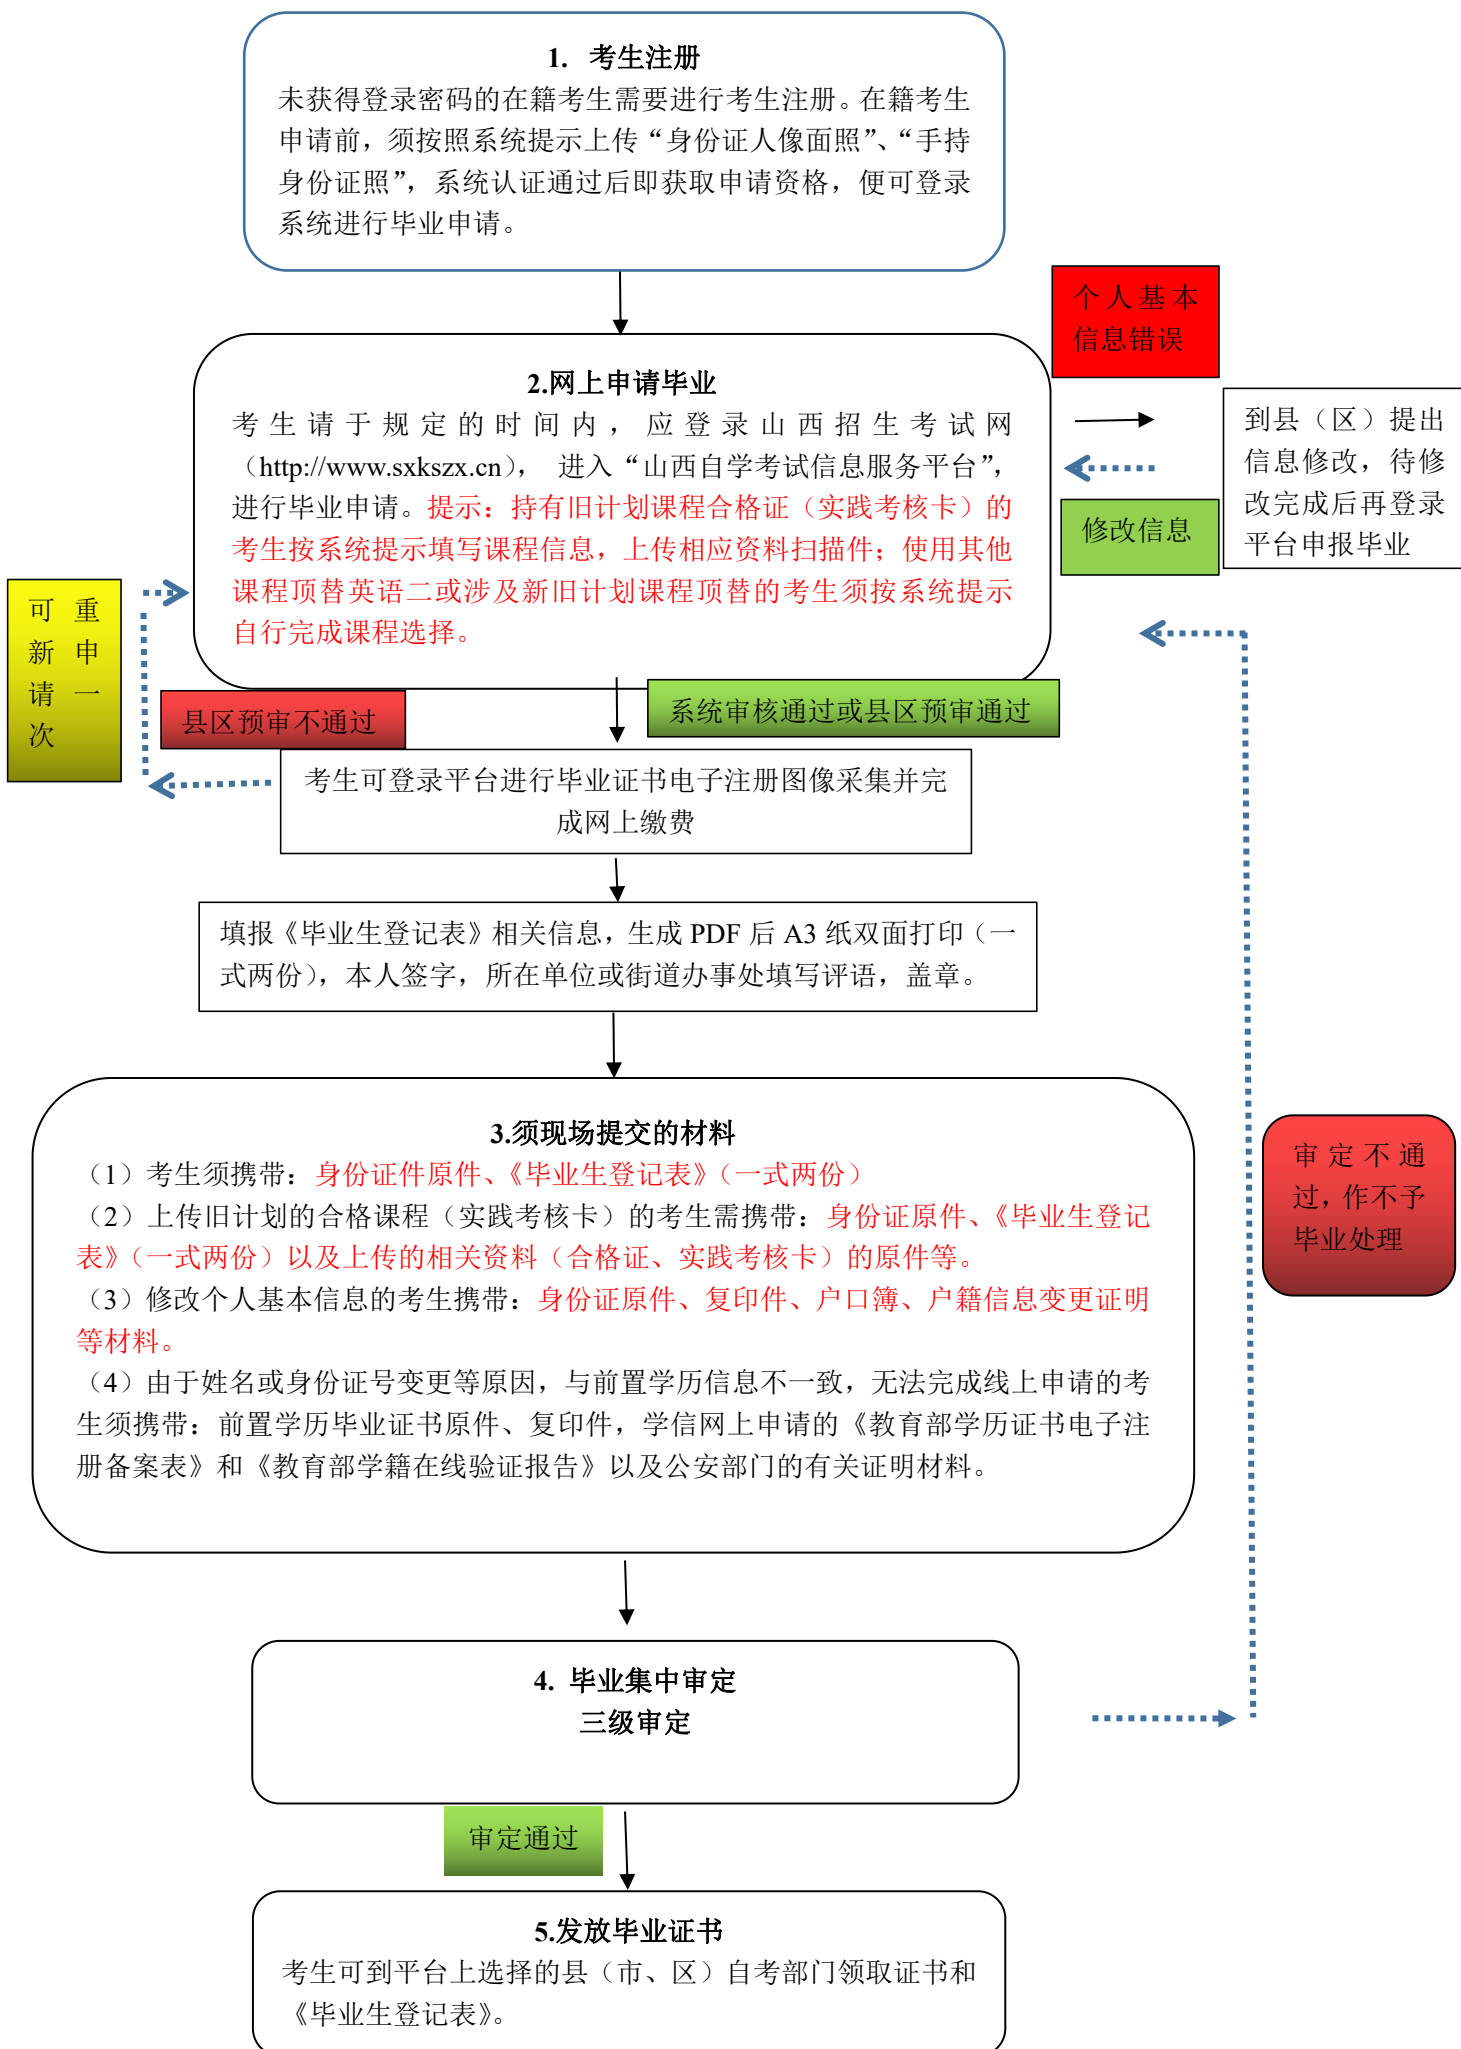 1. 考生注册
未获得登录密码的在籍考生需要进行考生注册。在籍考生
申请前，须按照系统提示上传“身份证人像面照”、“手持
身份证照”，系统认证通过后即获取申请资格，便可登录
系统进行毕业申请。
个人基本
信息错误
2.网上申请毕业
考生请于规定的时间内，应登录山西招生考试网
（http://www.sxkszx.cn）， 进入“山西自学考试信息服务平台”，
进行毕业申请。提示：持有旧计划课程合格证（实践考核卡）的
考生按系统提示填写课程信息，上传相应资料扫描件；使用其他
课程顶替英语二或涉及新旧计划课程顶替的考生须按系统提示
自行完成课程选择。
到县（区）提出
信息修改，待修
改完成后再登录
平台申报毕业
修改信息
可重
新申
请一
次
县区预审不通过
系统审核通过或县区预审通过
考生可登录平台进行毕业证书电子注册图像采集并完
成网上缴费
填报《毕业生登记表》相关信息，生成 PDF 后 A3 纸双面打印（一
式两份），本人签字，所在单位或街道办事处填写评语，盖章。
3.须现场提交的材料
（1）考生须携带：身份证件原件、《毕业生登记表》（一式两份）
（2）上传旧计划的合格课程（实践考核卡）的考生需携带：身份证原件、《毕业生登记
表》（一式两份）以及上传的相关资料（合格证、实践考核卡）的原件等。
（3）修改个人基本信息的考生携带：身份证原件、复印件、户口簿、户籍信息变更证明
等材料。
（4）由于姓名或身份证号变更等原因，与前置学历信息不一致，无法完成线上申请的考
生须携带：前置学历毕业证书原件、复印件，学信网上申请的《教育部学历证书电子注
册备案表》和《教育部学籍在线验证报告》以及公安部门的有关证明材料。
审定不通
过，作不予
毕业处理
4. 毕业集中审定
三级审定
审定通过
5.发放毕业证书
考生可到平台上选择的县（市、区）自考部门领取证书和
《毕业生登记表》。